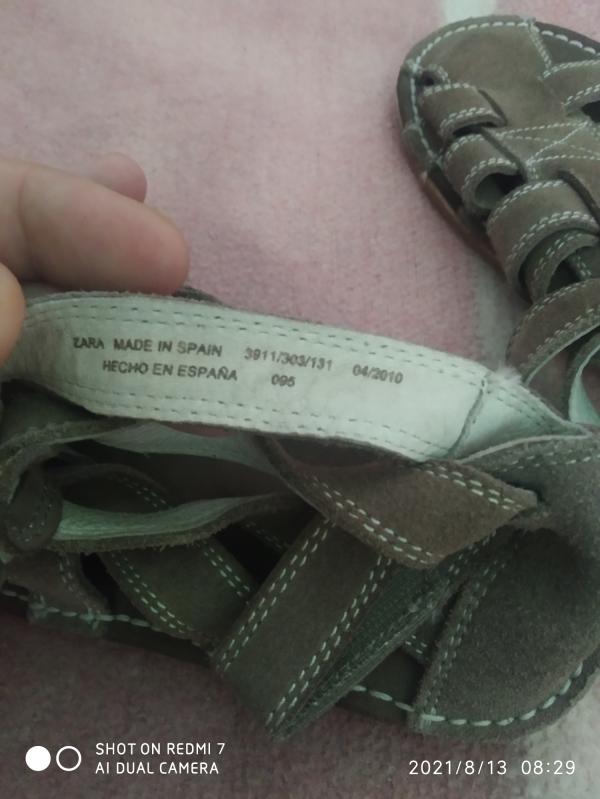 ZARA MADE IN SPAIN 3911/303/131 04/2010
HECHO EN ESPAÑA 095
SHOT ON REDMI 7
AI DUAL CAMERA
2021/8/13 08:29